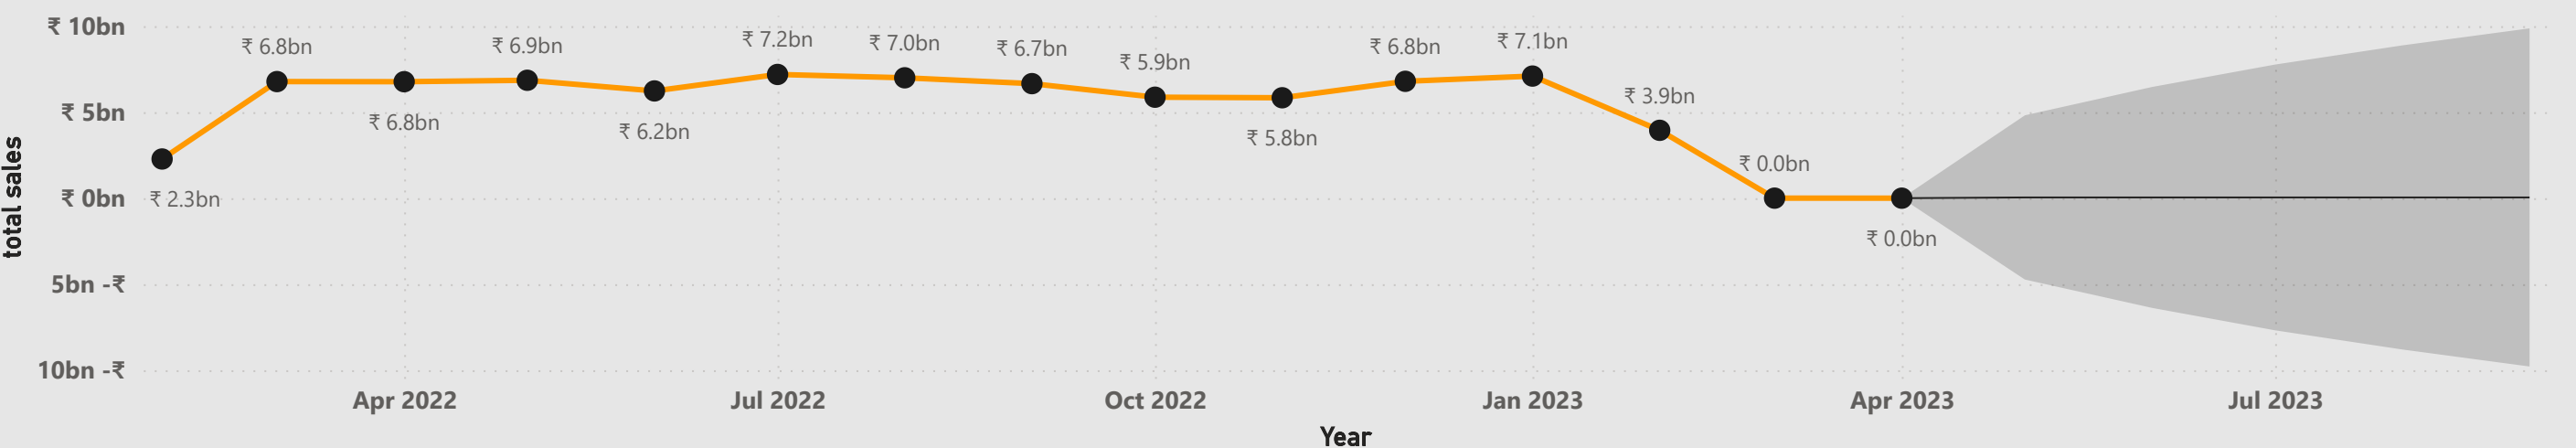 ₹ 10bn
₹ 5bn
₹ 0bn
5bn -₹
10bn -₹
total sales
₹ 2.3bn
₹ 6.8bn
₹ 6.8bn
₹ 6.9bn
₹ 6.2bn
₹ 7.2bn
₹ 7.0bn
₹ 6.7bn
₹ 5.9bn
₹ 5.8bn
₹ 6.8bn
₹ 7.1bn
₹ 3.9bn
₹ 0.0bn
₹ 0.0bn
Apr 2022
Jul 2022
Oct 2022
Jan 2023
Apr 2023
Jul 2023
Year